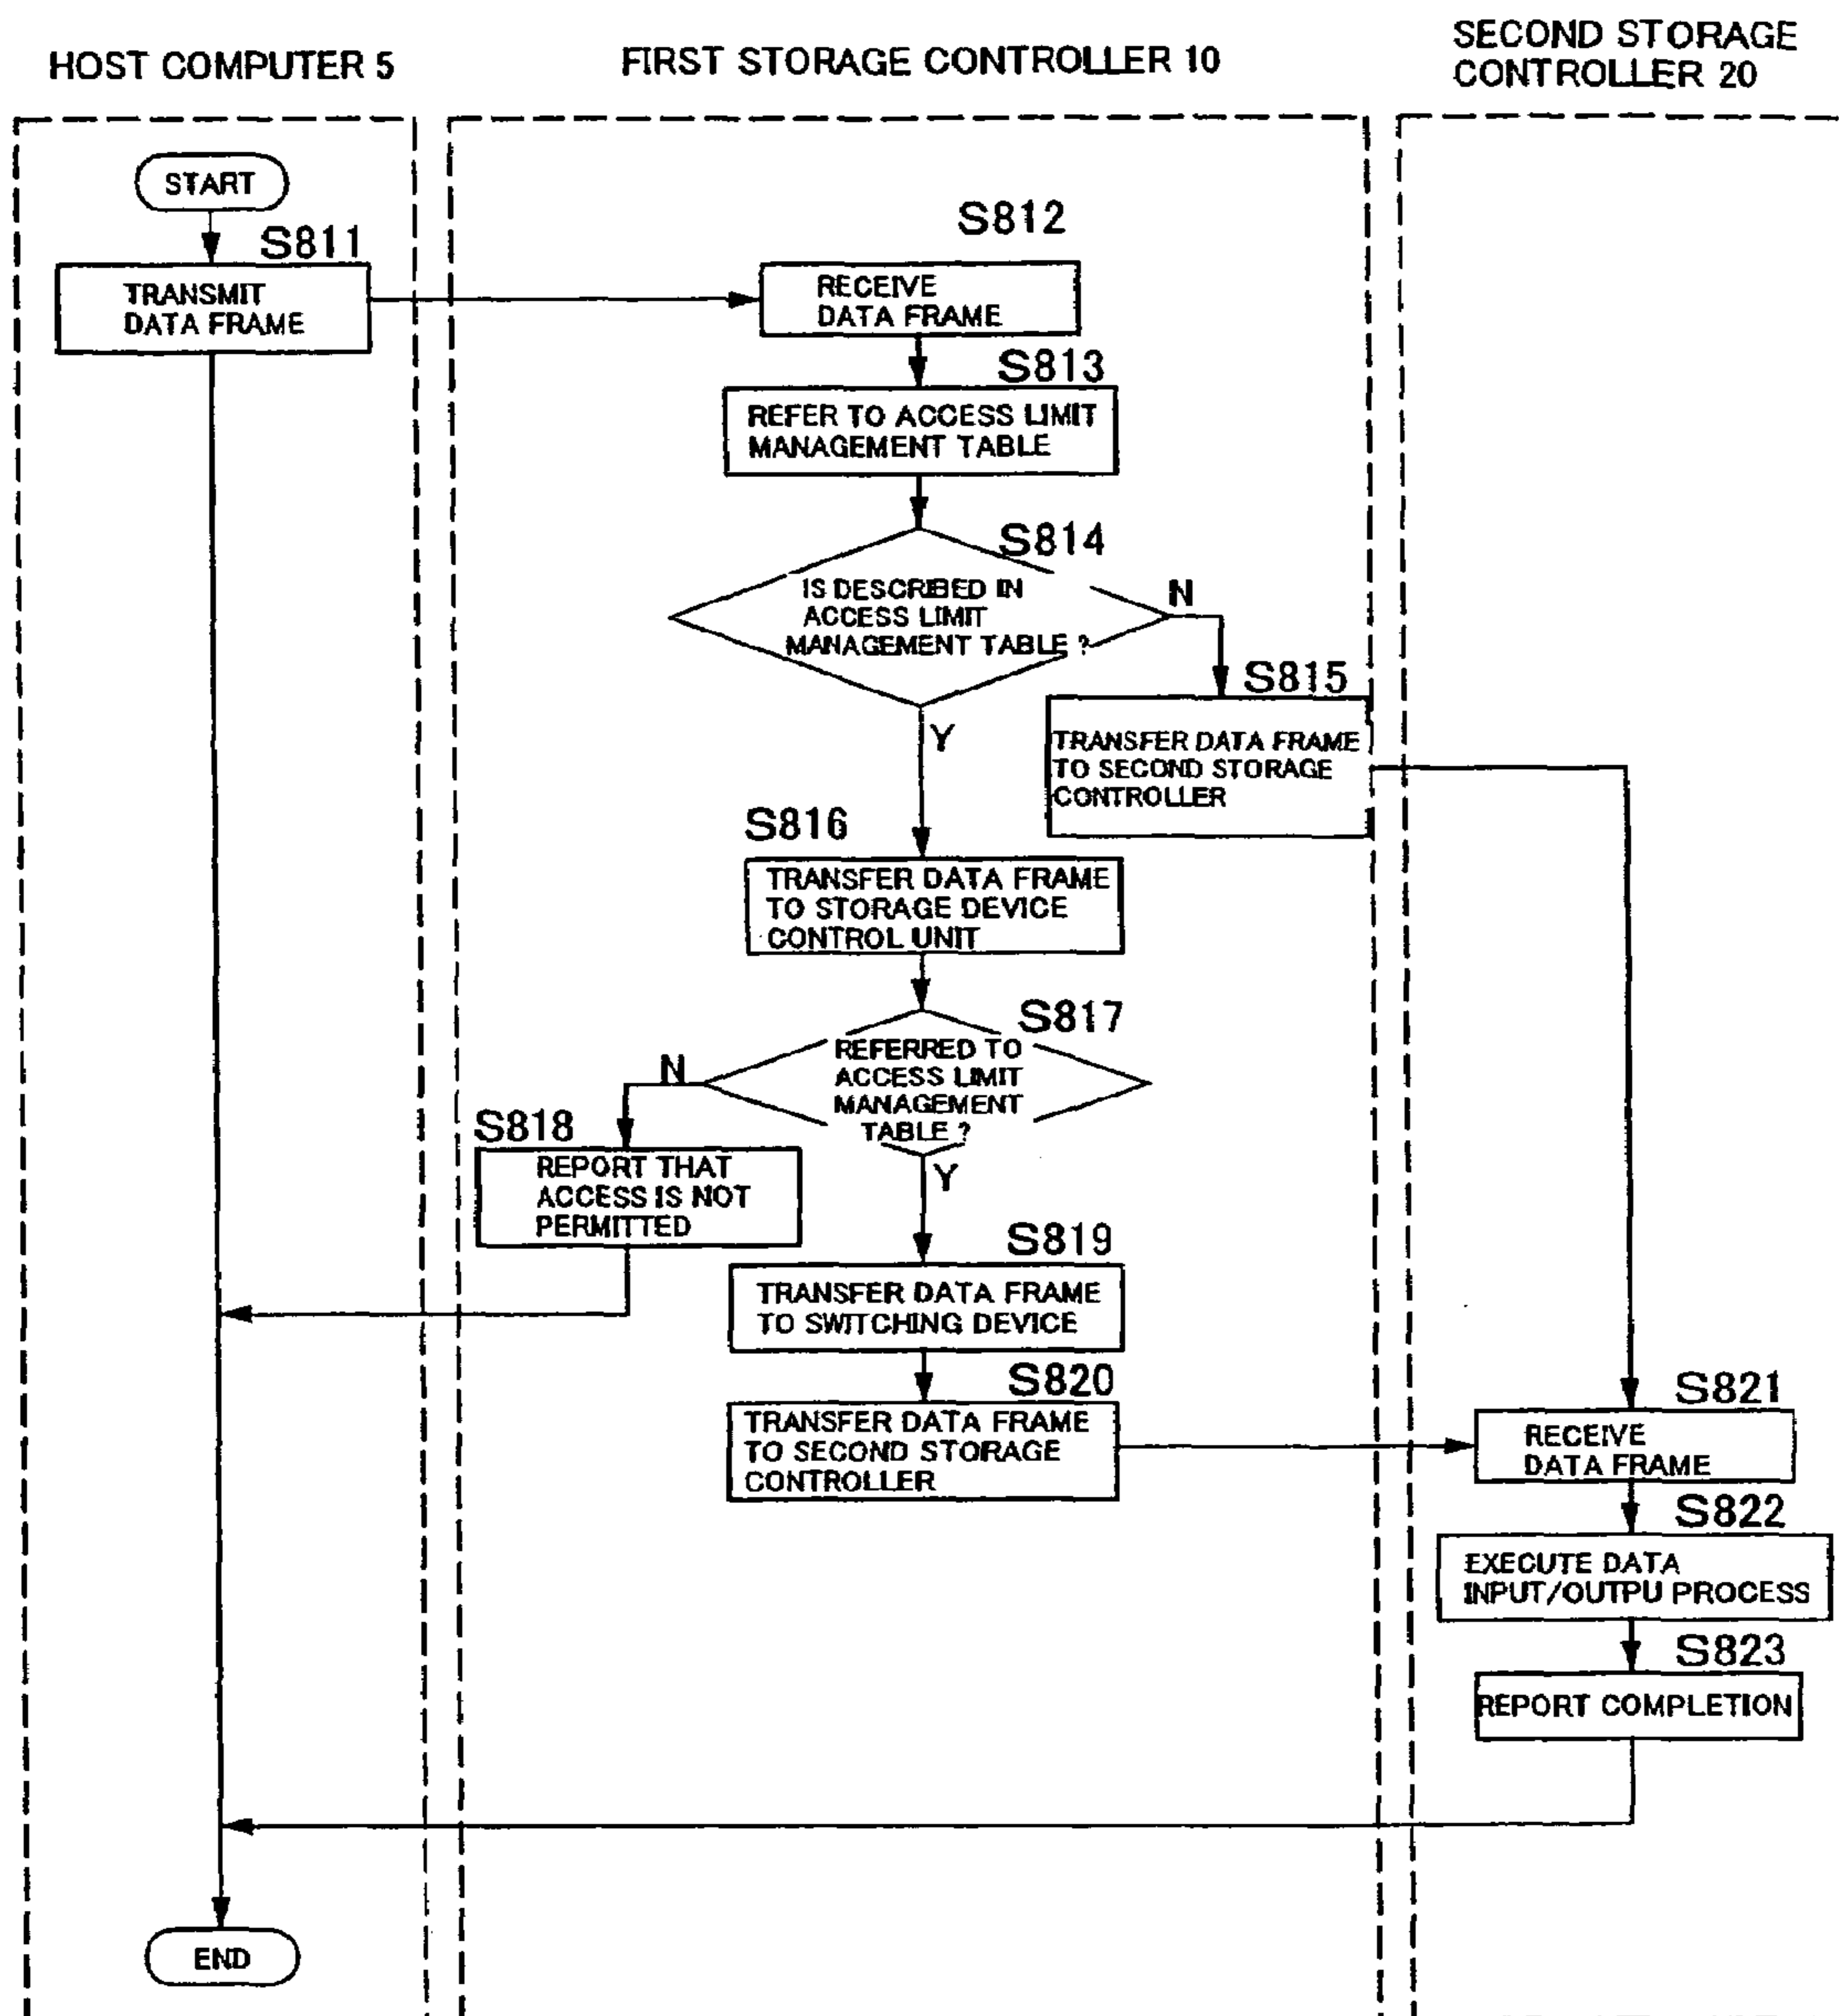 HOST COMPUTER 5
FIRST STORAGE CONTROLLER 10
SECOND STORAGE
CONTROLLER 20
START
S811
TRANSMIT
DATA FRAME
S812
RECEIVE
DATA FRAME
S813
REFER TO ACCESS LIMIT
MANAGEMENT TABLE
S814
IS DESCRIBED IN
ACCESS LIMIT
MANAGEMENT TABLE ?
N
Y
S815
TRANSFER DATA FRAME
TO SECOND STORAGE
CONTROLLER
S816
TRANSFER DATA FRAME
TO STORAGE DEVICE
CONTROL UNIT
S817
REFERRED TO
ACCESS LIMIT
MANAGEMENT
TABLE ?
N
Y
S818
REPORT THAT
ACCESS IS NOT
PERMITTED
S819
TRANSFER DATA FRAME
TO SWITCHING DEVICE
S820
TRANSFER DATA FRAME
TO SECOND STORAGE
CONTROLLER
S821
RECEIVE
DATA FRAME
S822
EXECUTE DATA
INPUT/OUTPU PROCESS
S823
REPORT COMPLETION
END